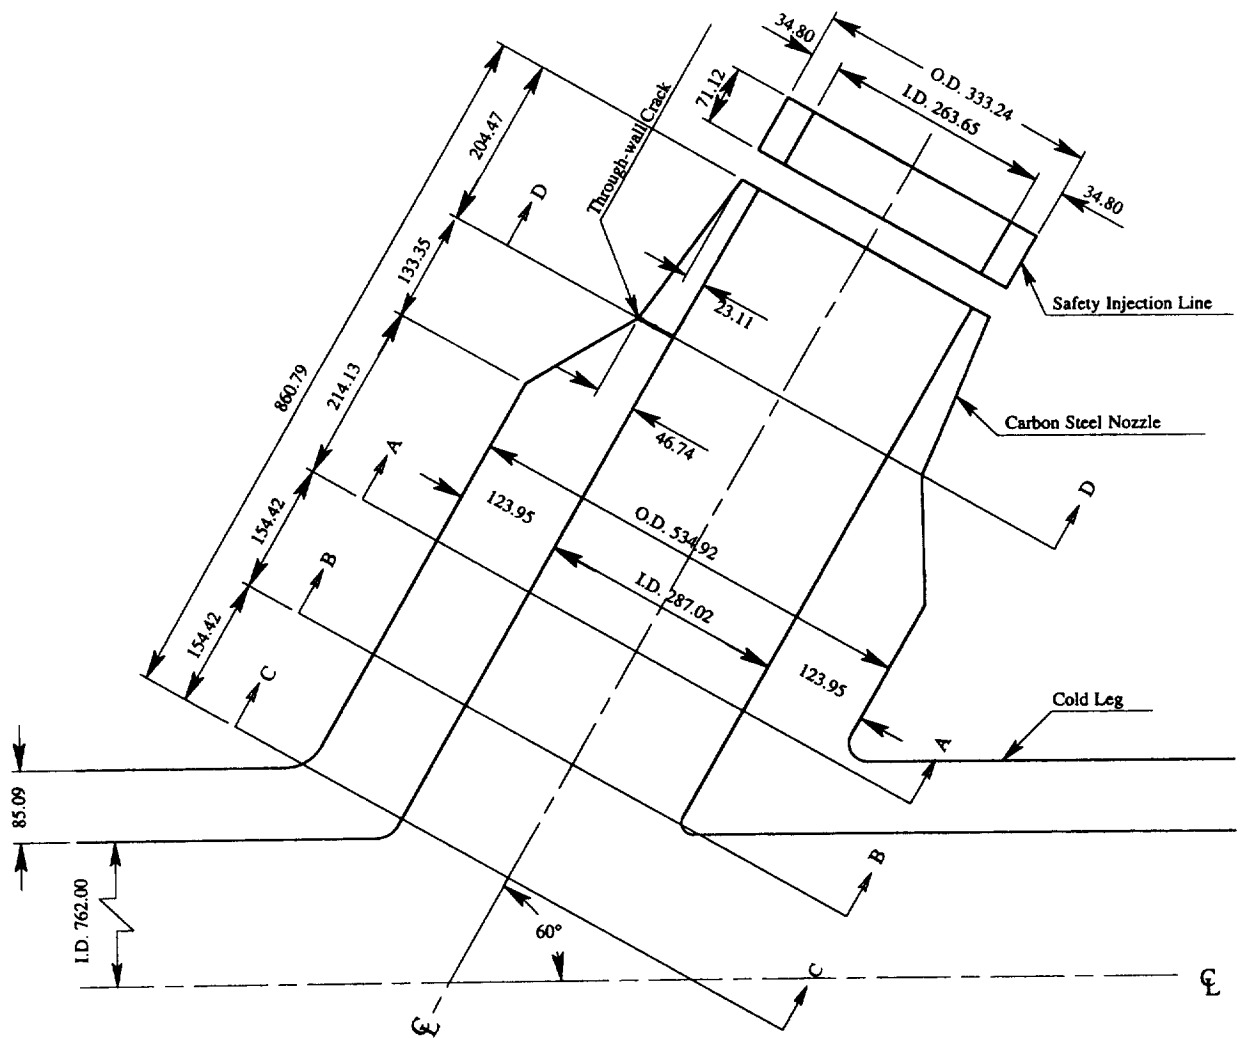 34.80
O.D. 333.24
I.D. 263.65
71.12
34.80
Through-wall Crack
204.47
D
133.35
23.11
Safety Injection Line
860.79
214.13
Carbon Steel Nozzle
A
46.74
123.95
O.D. 534.92
D
154.42
B
I.D. 287.02
154.42
C
123.95
Cold Leg
A
85.09
B
I.D. 762.00
60°
C
℄
℄